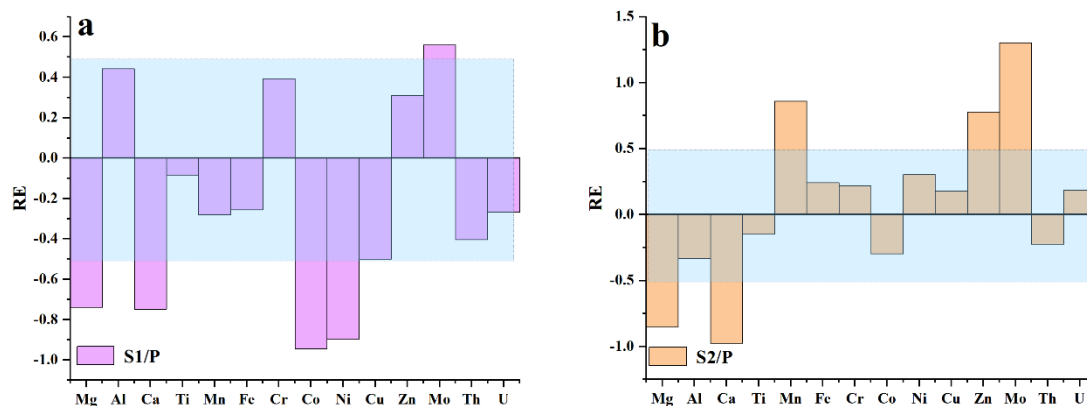 a
0.6
0.4
0.2
0.0
-0.2
-0.4
-0.6
-0.8
-1.0
RE
S1/P
Mg Al Ca Ti Mn Fe Cr Co Ni Cu Zn Mo Th U
b
1.5
1.0
0.5
0.0
-0.5
-1.0
RE
S2/P
Mg Al Ca Ti Mn Fe Cr Co Ni Cu Zn Mo Th U